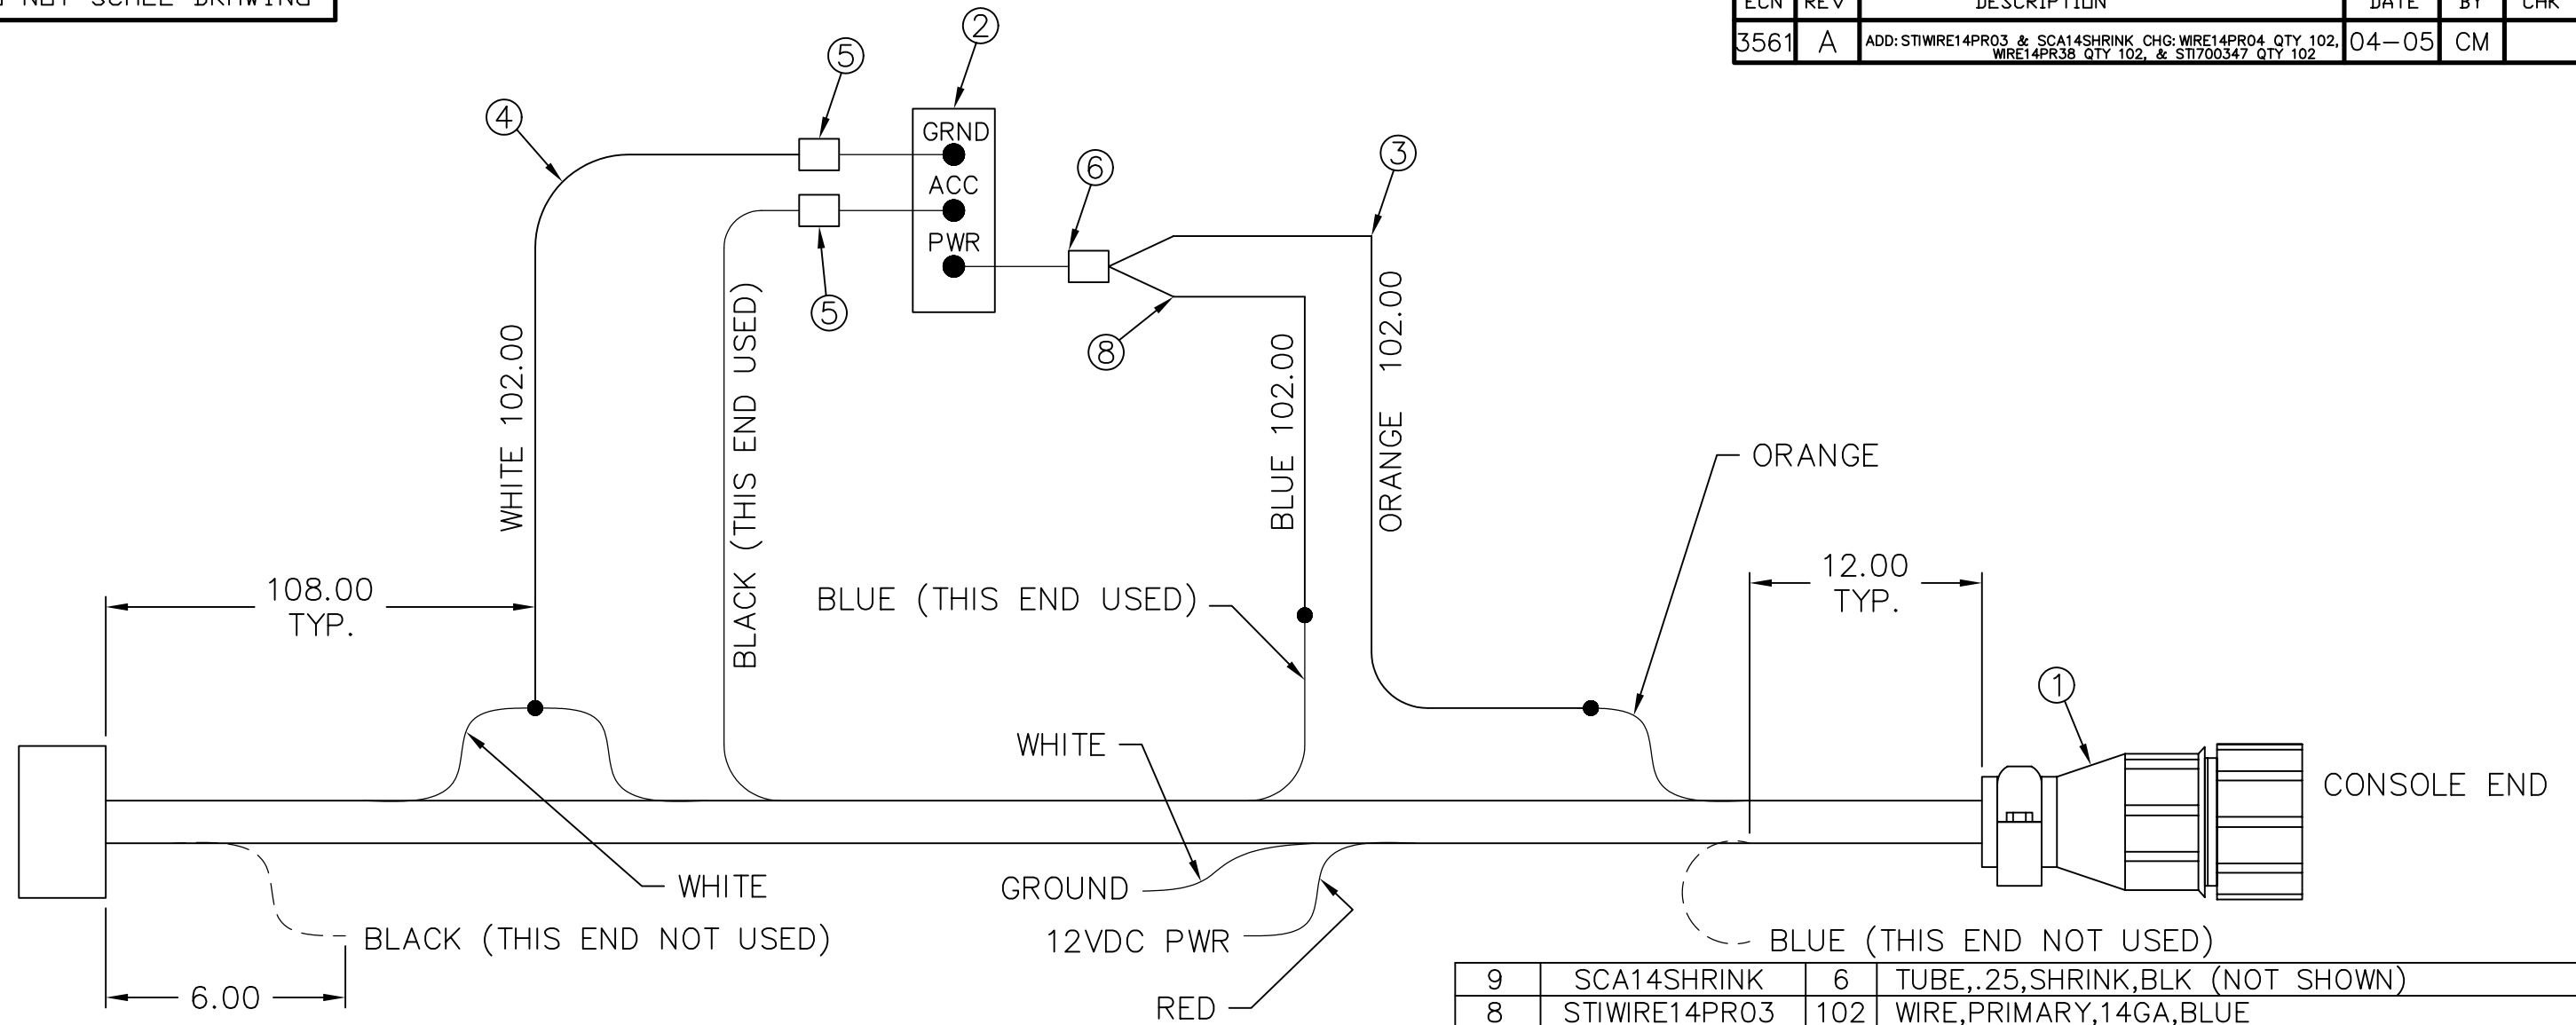 NOT SCALE DRAWING
ECN REV DESCRIPTION DATE BY CHK
3561 A ADD: STIWIRE14PR03 & SCA14SHRINK CHG: WIRE14PR04 QTY 102, 04-05 CM
WIRE14PR38 QTY 102, & STI700347 QTY 102
2
5
4
GRND
3
6
ACC
PWR
5
8
WHITE 102.00
BLACK (THIS END USED)
BLUE 102.00
ORANGE 102.00
ORANGE
108.00
TYP.
12.00
TYP.
BLUE (THIS END USED)
1
WHITE
CONSOLE END
WHITE
GROUND
BLACK (THIS END NOT USED)
12VDC PWR
BLUE (THIS END NOT USED)
6.00
RED
9 SCA14SHRINK 6 TUBE,.25,SHRINK,BLK (NOT SHOWN)
8 STIWIRE14PR03 102 WIRE,PRIMARY,14GA,BLUE